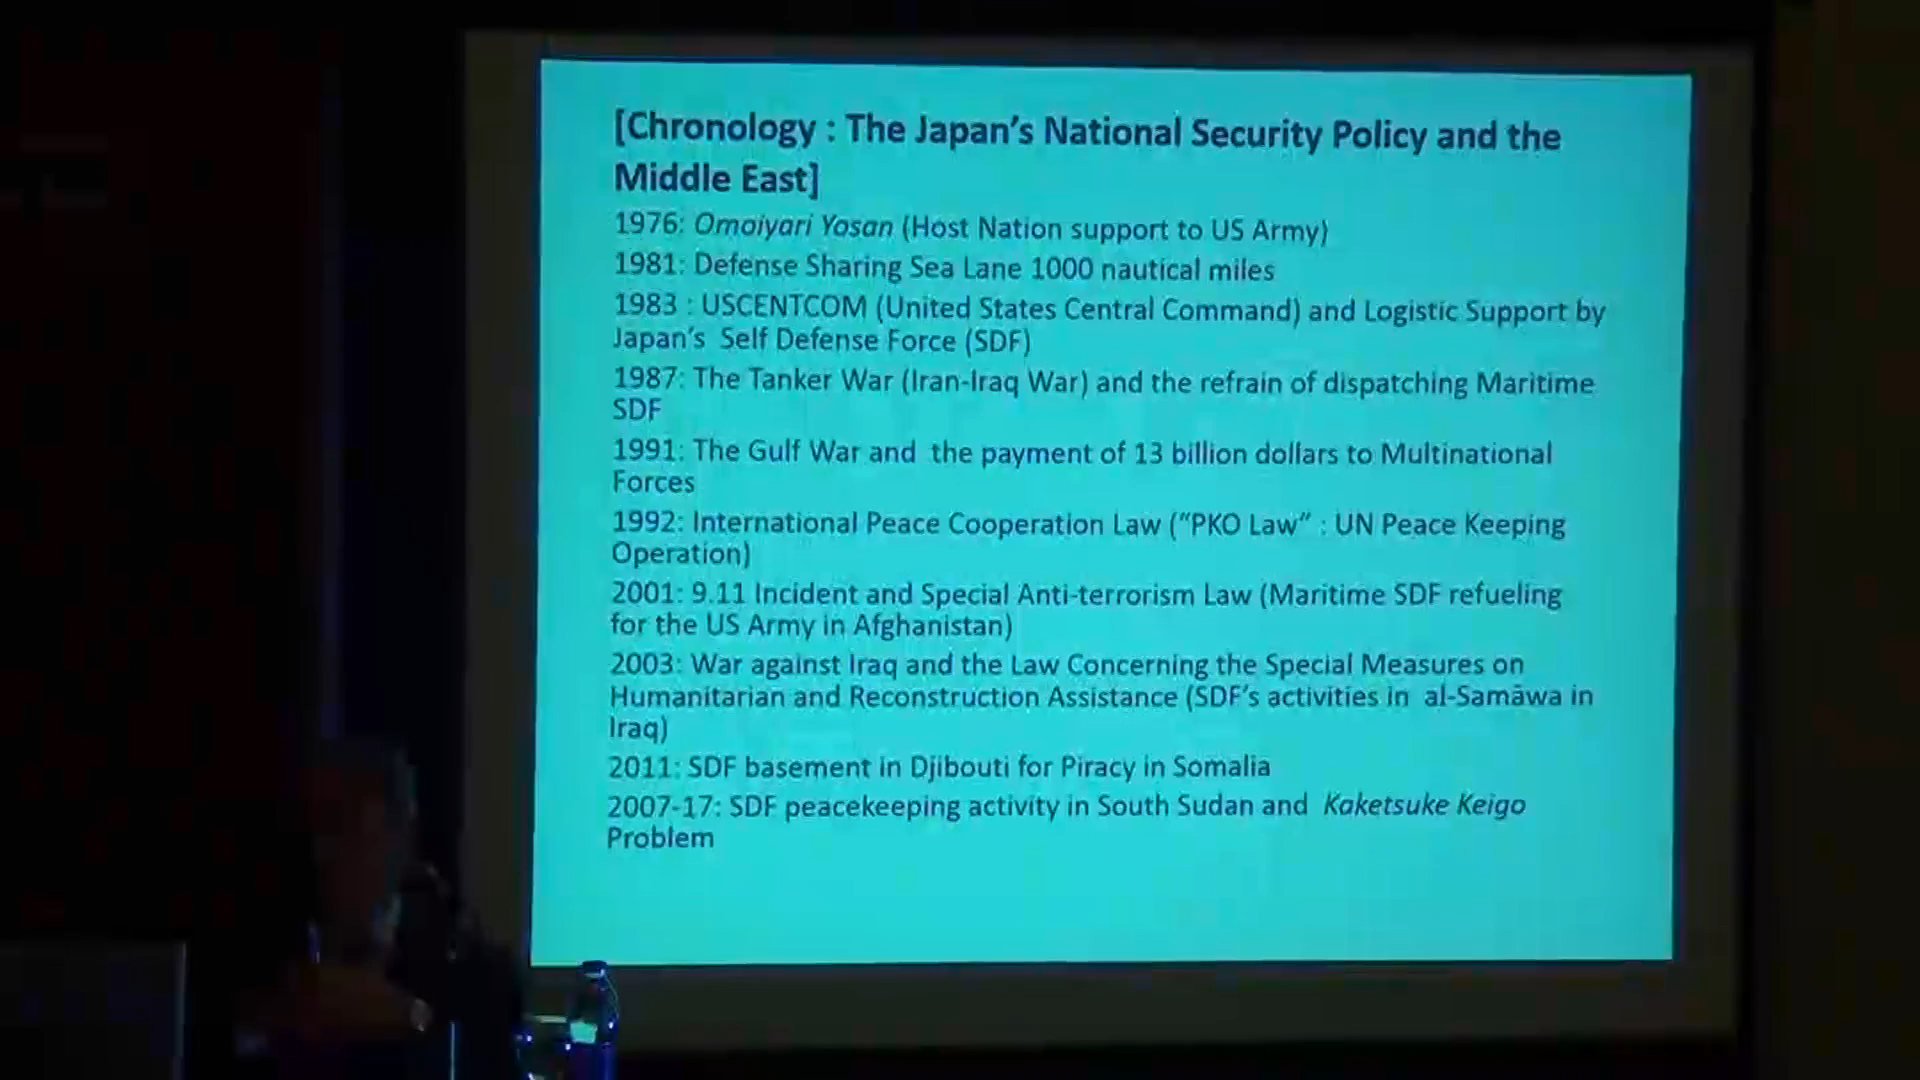 [Chronology : The Japan's National Security Policy and the
Middle East]
1976: Omoiyari Yosan (Host Nation support to US Army)
1981: Defense Sharing Sea Lane 1000 nautical miles
1983 : USCENTCOM (United States Central Command) and Logistic Support by
Japan's Self Defense Force (SDF)
1987: The Tanker War (Iran-Iraq War) and the refrain of dispatching Maritime
SDF
1991: The Gulf War and the payment of 13 billion dollars to Multinational
Forces
1992: International Peace Cooperation Law (“PKO Law” : UN Peace Keeping
Operation)
2001: 9.11 Incident and Special Anti-terrorism Law (Maritime SDF refueling
for the US Army in Afghanistan)
2003: War against Iraq and the Law Concerning the Special Measures on
Humanitarian and Reconstruction Assistance (SDF's activities in al-Samāwa in
Iraq)
2011: SDF basement in Djibouti for Piracy in Somalia
2007-17: SDF peacekeeping activity in South Sudan and Kaketsuke Keigo
Problem